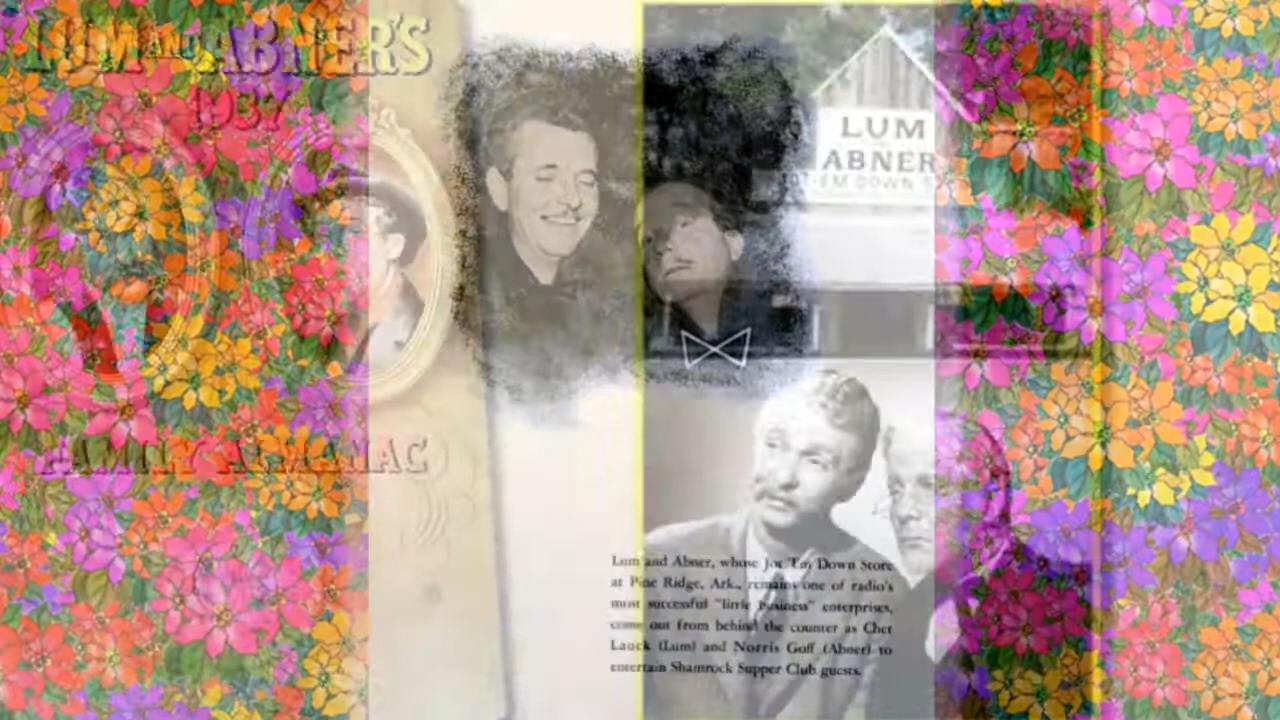 LUM AND ABNER'S
1937
FAMILY ALMANAC
LUM
ABNER
'EM DOWN
Lum and Abner, whose Jot 'Em Down Store
at Pine Ridge, Ark., remains one of radio's
most successful "little business" enterprises,
come out from behind the counter as Chet
Lauck (Lum) and Norris Goff (Abner) to
entertain Shamrock Supper Club guests.